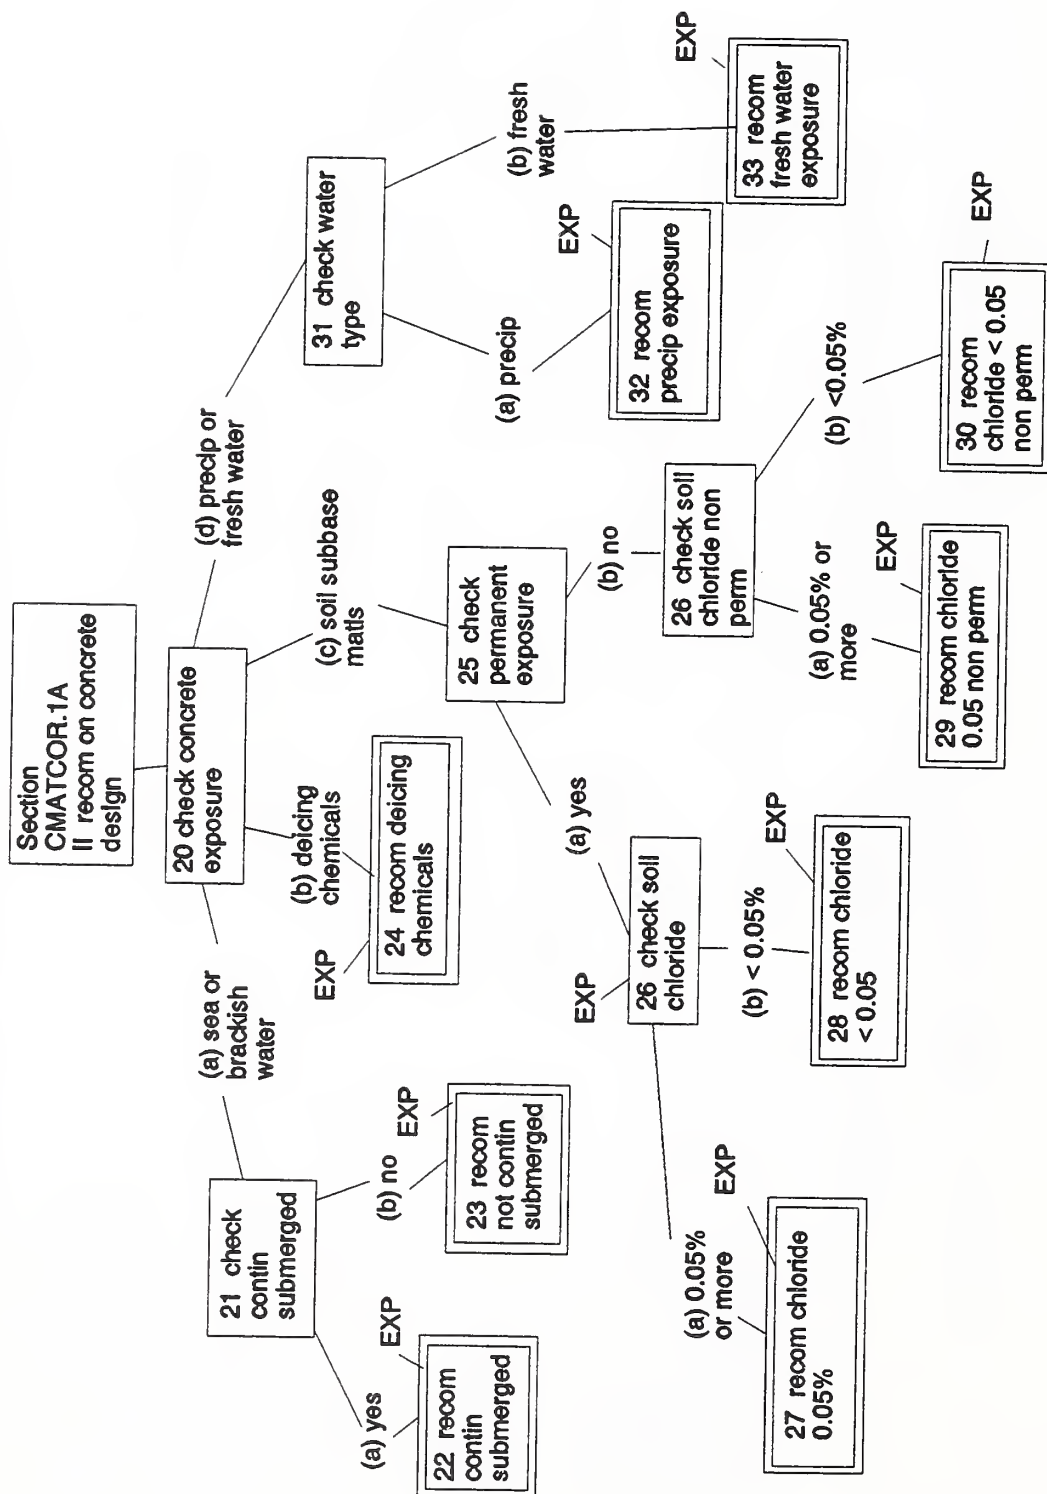 Section
CMATCOR.1A
II recom on concrete
design
20 check concrete
exposure
(a) sea or
brackish
water
(b) deicing
chemicals
(c) soil subbase
matls
(d) precip or
fresh water
21 check
contin
submerged
(a) yes
(b) no
22 recom
contin
submerged
EXP
23 recom
not contin
submerged
EXP
24 recom deicing
chemicals
EXP
25 check
permanent
exposure
(a) yes
(b) no
26 check soil
chloride
EXP
(a) 0.05%
or more
(b) < 0.05%
27 recom chloride
0.05%
EXP
28 recom chloride
< 0.05
EXP
26 check soil
chloride non
perm
(a) 0.05% or
more
(b) <0.05%
29 recom chloride
0.05 non perm
EXP
30 recom
chloride < 0.05
non perm
EXP
31 check water
type
(a) precip
(b) fresh
water
32 recom
precip exposure
EXP
33 recom
fresh water
exposure
EXP